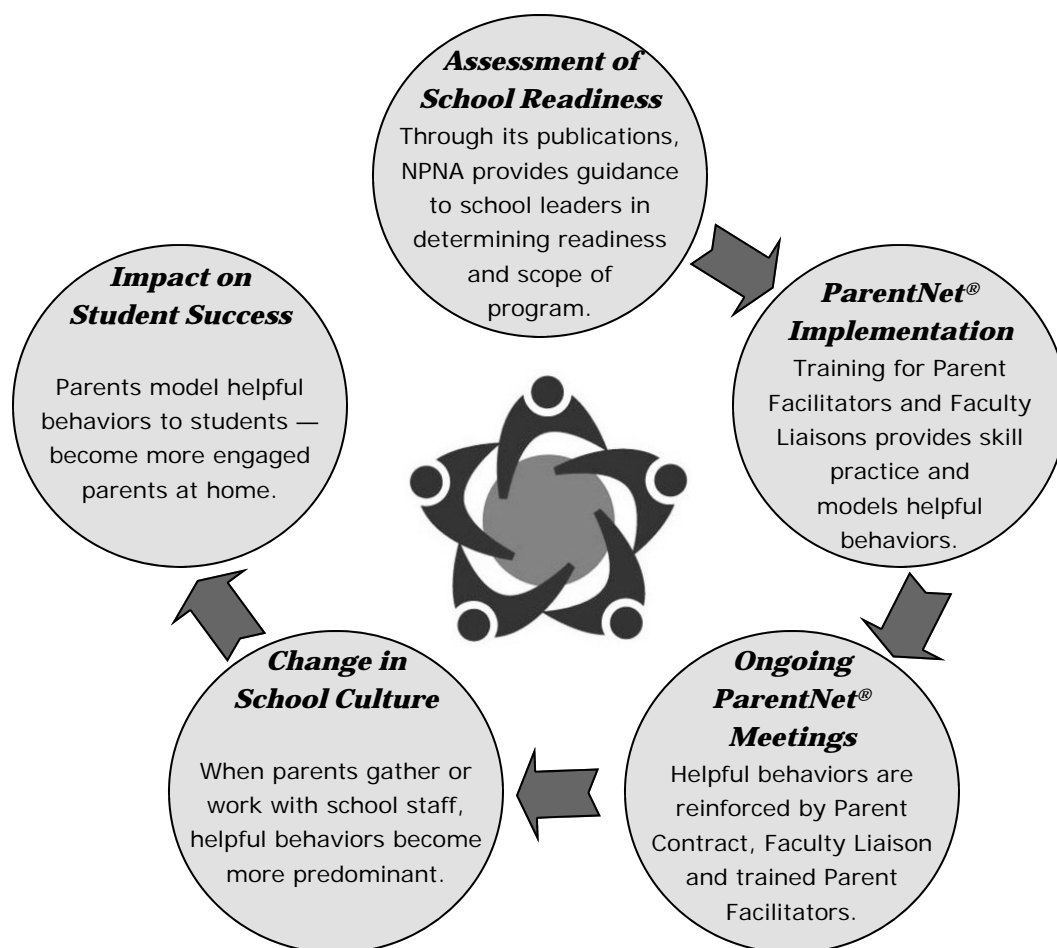 Assessment of
School Readiness
Through its publications,
NPNA provides guidance
to school leaders in
determining readiness
and scope of
program.
ParentNet®
Implementation
Training for Parent
Facilitators and Faculty
Liaisons provides skill
practice and
models helpful
behaviors.
Ongoing
ParentNet®
Meetings
Helpful behaviors are
reinforced by Parent
Contract, Faculty Liaison
and trained Parent
Facilitators.
Change in
School Culture
When parents gather or
work with school staff,
helpful behaviors become
more predominant.
Impact on
Student Success
Parents model helpful
behaviors to students —
become more engaged
parents at home.